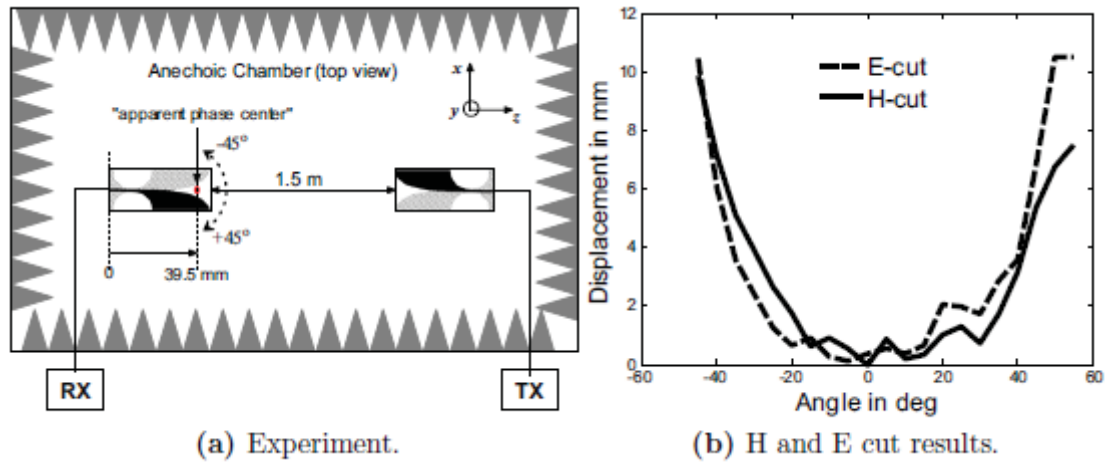 Anechoic Chamber (top view)
x
y
z
"apparent phase center"
-45°
1.5 m
+45°
0
39.5 mm
RX
TX
(a) Experiment.
12
10
8
6
4
2
0
Displacement in mm
E-cut
H-cut
-60
-40
-20
0
20
40
60
Angle in deg
(b) H and E cut results.